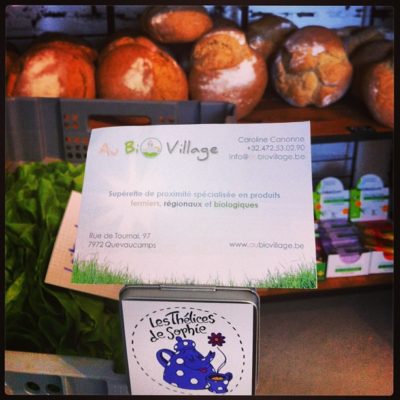 Au Bio Village
Caroline Canonne
+32.472.53.02.90
info@aubiovillage.be
Supérette de proximité spécialisée en produits
fermiers, régionaux et biologiques
Rue de Tournai, 97
7972 Quevaucamps
www.aubiovillage.be
Les Thélices
de Sophie